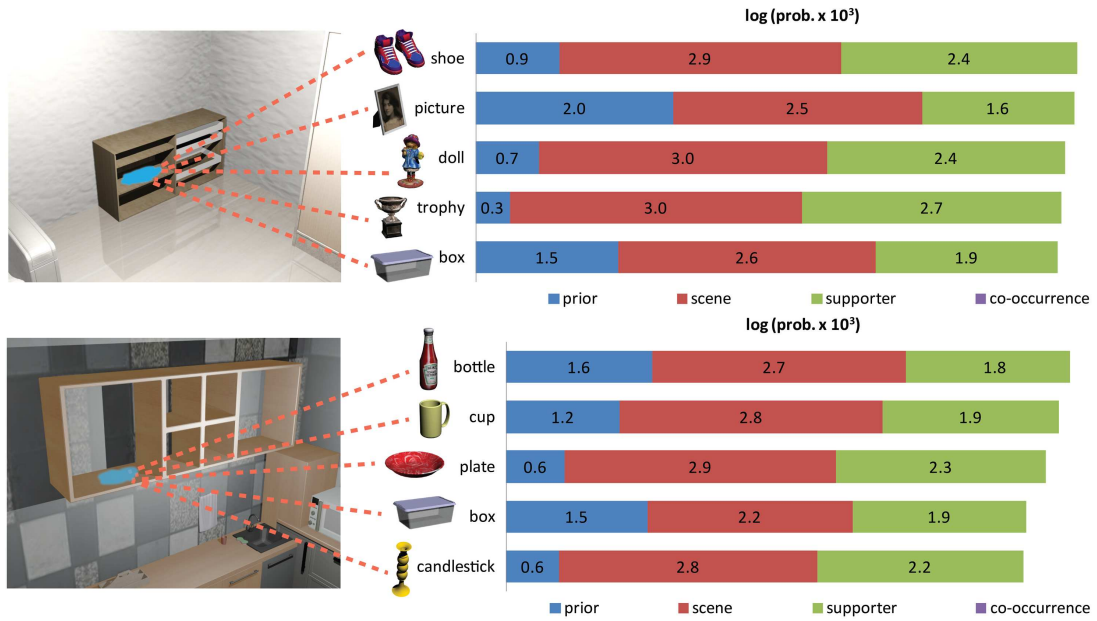 log (prob. x 10³)
shoe 0.9 2.9 2.4
picture 2.0 2.5 1.6
doll 0.7 3.0 2.4
trophy 0.3 3.0 2.7
box 1.5 2.6 1.9
prior scene supporter co-occurrence
log (prob. x 10³)
bottle 1.6 2.7 1.8
cup 1.2 2.8 1.9
plate 0.6 2.9 2.3
box 1.5 2.2 1.9
candlestick 0.6 2.8 2.2
prior scene supporter co-occurrence